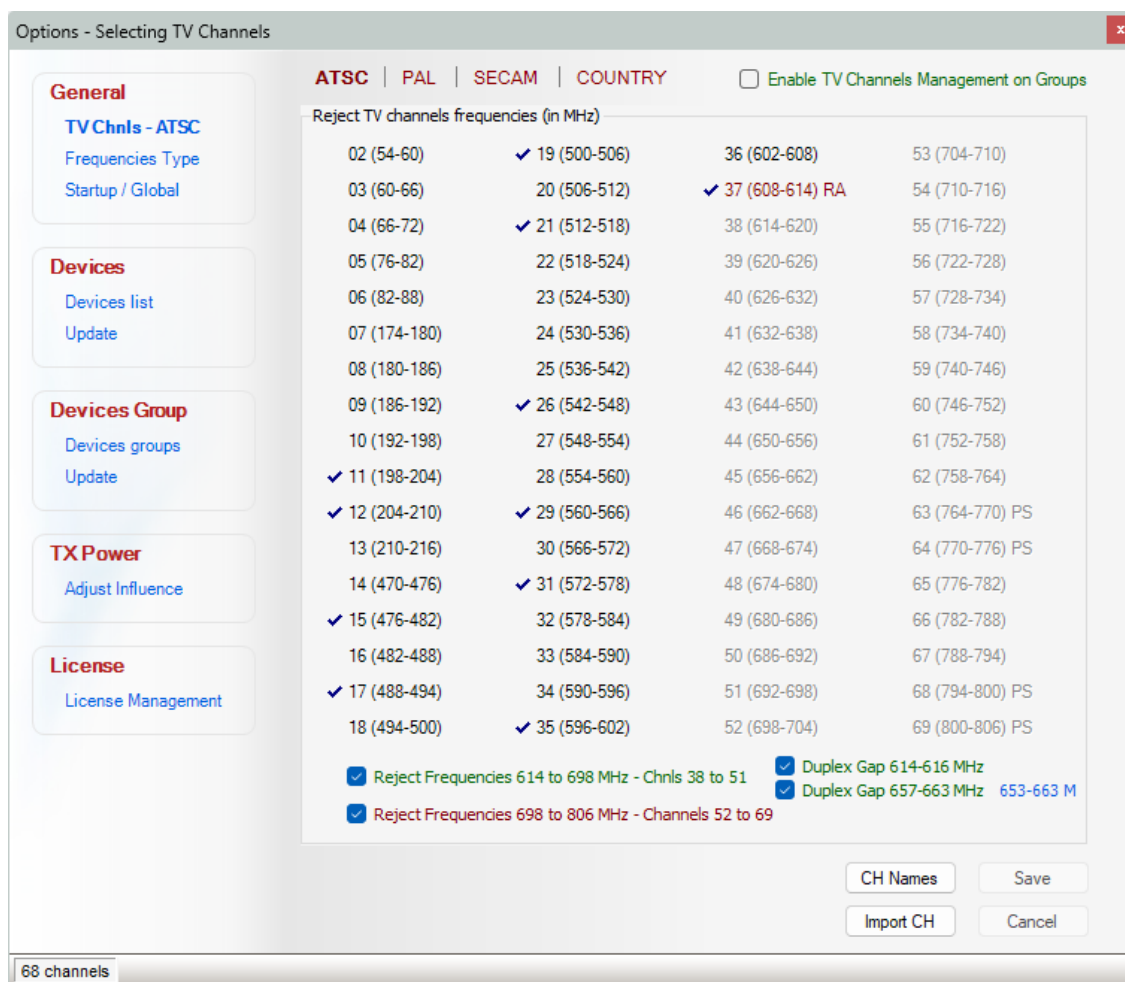 Options - Selecting TV Channels
x
General
TV Chnls - ATSC
Frequencies Type
Startup / Global
Devices
Devices list
Update
Devices Group
Devices groups
Update
TX Power
Adjust Influence
License
License Management
ATSC | PAL | SECAM | COUNTRY
Enable TV Channels Management on Groups
Reject TV channels frequencies (in MHz)
02 (54-60)
03 (60-66)
04 (66-72)
05 (76-82)
06 (82-88)
07 (174-180)
08 (180-186)
09 (186-192)
10 (192-198)
11 (198-204)
12 (204-210)
13 (210-216)
14 (470-476)
15 (476-482)
16 (482-488)
17 (488-494)
18 (494-500)
19 (500-506)
20 (506-512)
21 (512-518)
22 (518-524)
23 (524-530)
24 (530-536)
25 (536-542)
26 (542-548)
27 (548-554)
28 (554-560)
29 (560-566)
30 (566-572)
31 (572-578)
32 (578-584)
33 (584-590)
34 (590-596)
35 (596-602)
36 (602-608)
37 (608-614) RA
38 (614-620)
39 (620-626)
40 (626-632)
41 (632-638)
42 (638-644)
43 (644-650)
44 (650-656)
45 (656-662)
46 (662-668)
47 (668-674)
48 (674-680)
49 (680-686)
50 (686-692)
51 (692-698)
52 (698-704)
53 (704-710)
54 (710-716)
55 (716-722)
56 (722-728)
57 (728-734)
58 (734-740)
59 (740-746)
60 (746-752)
61 (752-758)
62 (758-764)
63 (764-770) PS
64 (770-776) PS
65 (776-782)
66 (782-788)
67 (788-794)
68 (794-800) PS
69 (800-806) PS
Reject Frequencies 614 to 698 MHz - Chnls 38 to 51
Reject Frequencies 698 to 806 MHz - Channels 52 to 69
Duplex Gap 614-616 MHz
Duplex Gap 657-663 MHz 653-663 M
CH Names
Save
Import CH
Cancel
68 channels